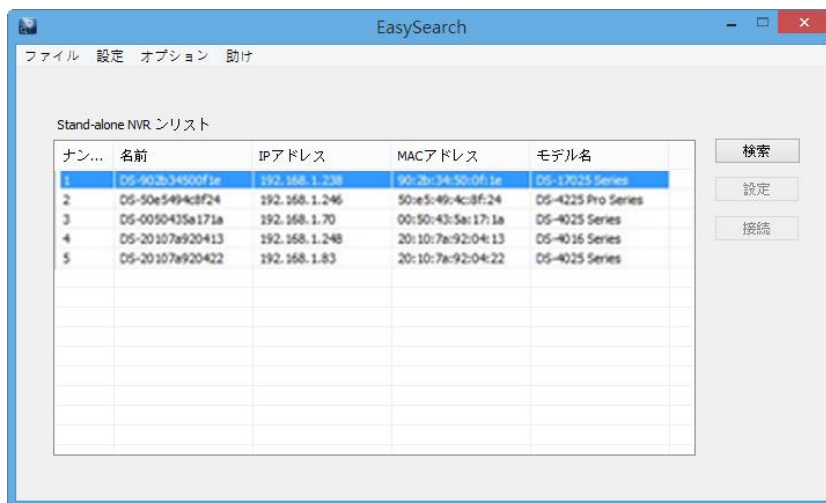 EasySearch
ファイル 設定 オプション 助け
Stand-alone NVR ンリスト
ナン... 名前 IPアドレス MACアドレス モデル名
検索
1 DS-902b34500f1e 192.168.1.238 90:2b:34:50:0f:1e DS-17025 Series
2 DS-50e5494c8f24 192.168.1.246 50:e5:49:4c:8f:24 DS-4225 Pro Series
設定
3 DS-0050435a171a 192.168.1.70 00:50:43:5a:17:1a DS-4025 Series
接続
4 DS-20107a920413 192.168.1.248 20:10:7a:92:04:13 DS-4016 Series
5 DS-20107a920422 192.168.1.83 20:10:7a:92:04:22 DS-4025 Series